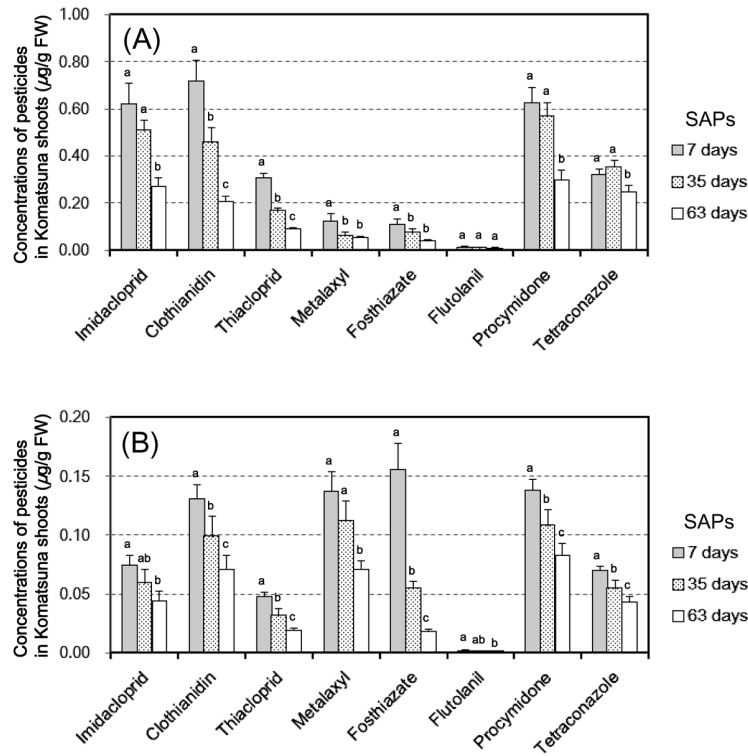 (A)
Concentrations of pesticides
in Komatsuna shoots (μg/g FW)
1.00
0.80
0.60
0.40
0.20
0.00
a a b
a b c
a b c
a b b
a b b
a a a
a a b
a a b
Imidacloprid
Clothianidin
Thiacloprid
Metalaxyl
Fosthiazate
Flutolanil
Procymidone
Tetraconazole
SAPs
7 days
35 days
63 days
(B)
Concentrations of pesticides
in Komatsuna shoots (μg/g FW)
0.20
0.15
0.10
0.05
0.00
a ab b
a b c
a b c
a a b
a b c
a ab b
a b c
a b c
Imidacloprid
Clothianidin
Thiacloprid
Metalaxyl
Fosthiazate
Flutolanil
Procymidone
Tetraconazole
SAPs
7 days
35 days
63 days